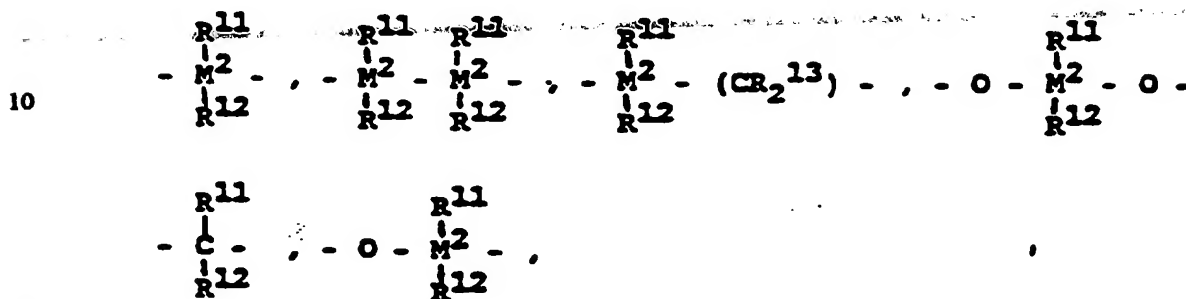 R11 R11 R11 R11 R11
- M2 - , - M2 - M2 - , - M2 - (CR2 13) - , - O - M2 - O -
10
R12 R12 R12 R12 R12
R11 R11
- C - , - O - M2 - , ,
R12 R12